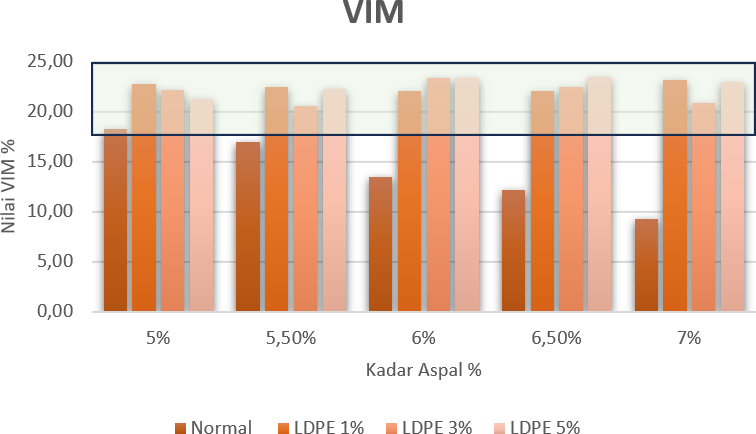 VIM
25,00
20,00
15,00
10,00
5,00
0,00
Nilai VIM %
5% 5,50% 6% 6,50% 7%
Kadar Aspal %
Normal LDPE 1% LDPE 3% LDPE 5%